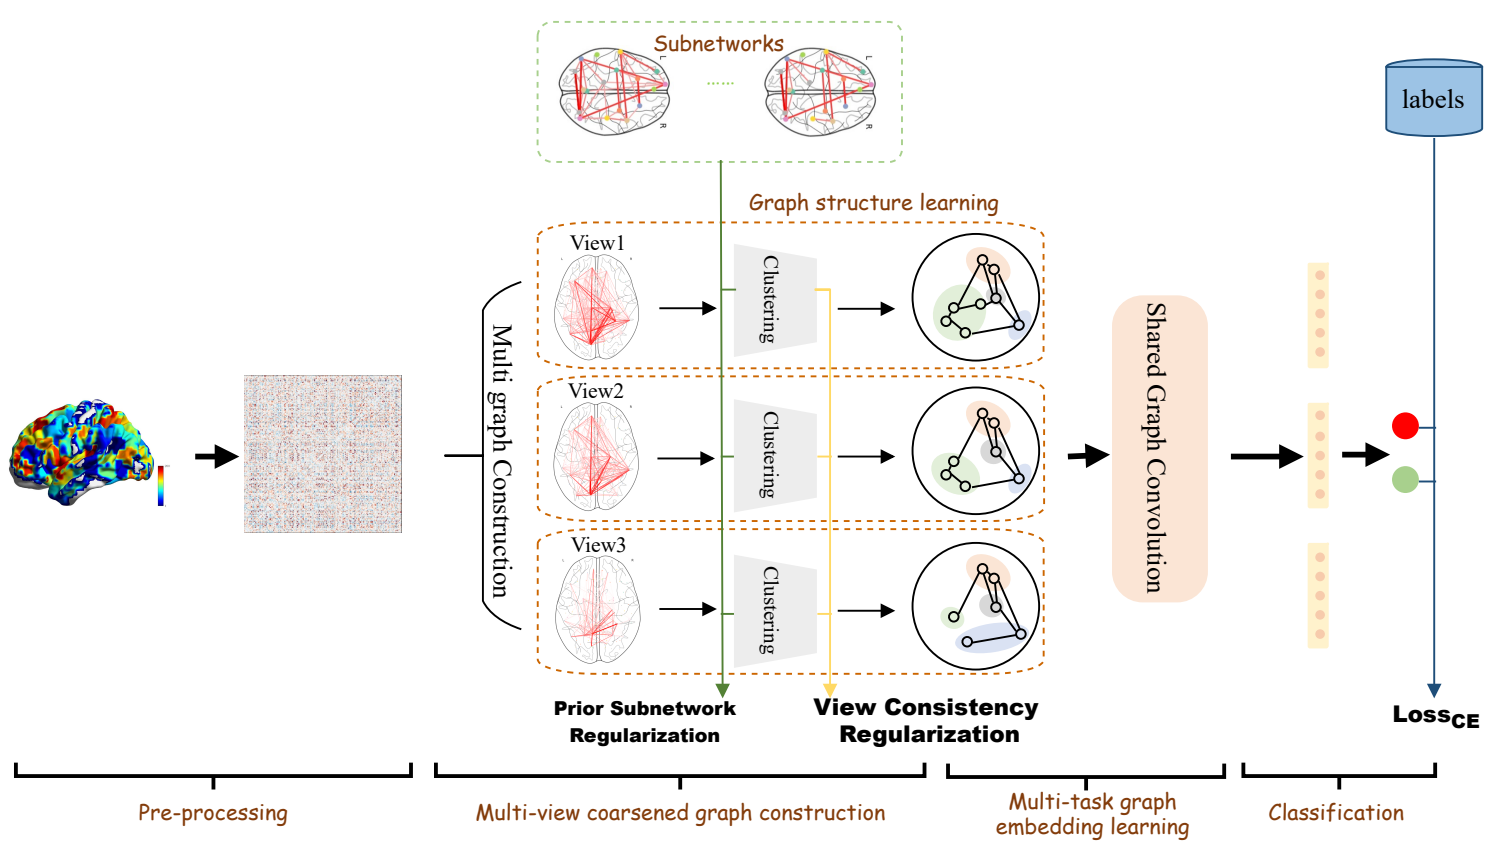 Subnetworks
L
R
L
R
labels
Graph structure learning
View1
Clustering
View2
Clustering
View3
Clustering
Multi graph Construction
Shared Graph Convolution
Prior Subnetwork
Regularization
View Consistency
Regularization
LossCE
Pre-processing
Multi-view coarsened graph construction
Multi-task graph
embedding learning
Classification